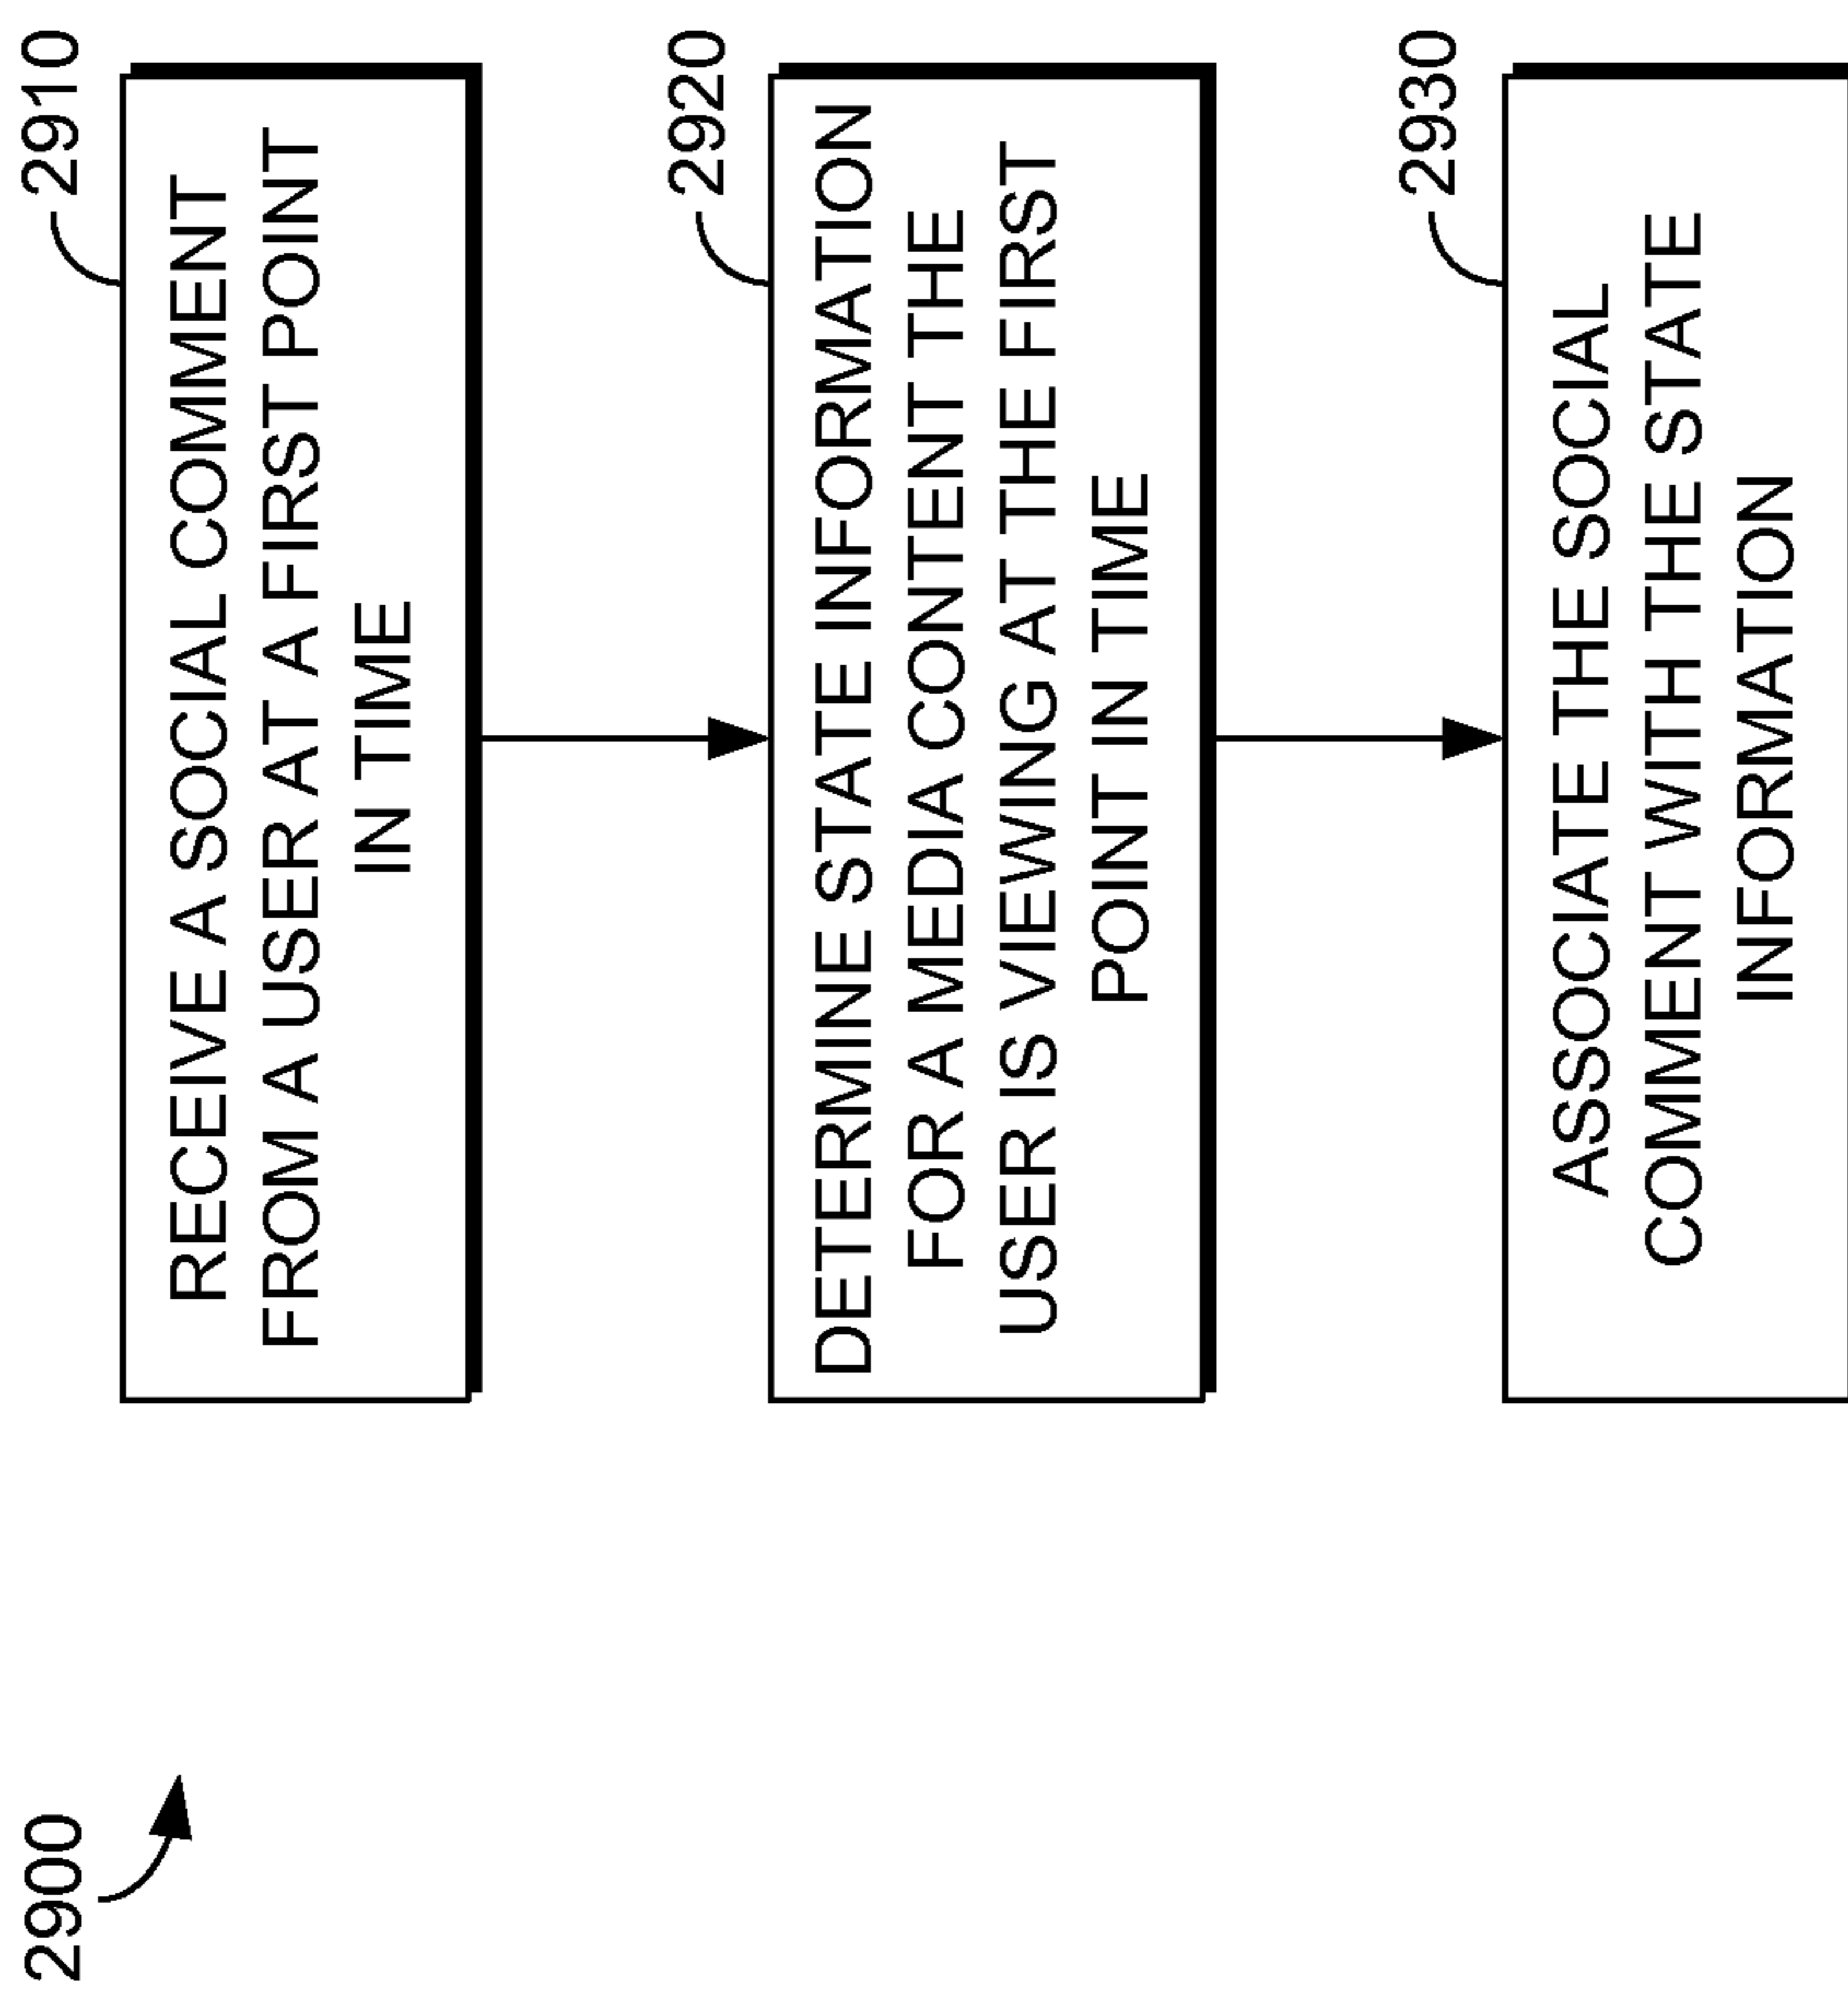 2900
2910
RECEIVE A SOCIAL COMMENT
FROM A USER AT A FIRST POINT
IN TIME
2920
DETERMINE STATE INFORMATION
FOR A MEDIA CONTENT THE
USER IS VIEWING AT THE FIRST
POINT IN TIME
2930
ASSOCIATE THE SOCIAL
COMMENT WITH THE STATE
INFORMATION